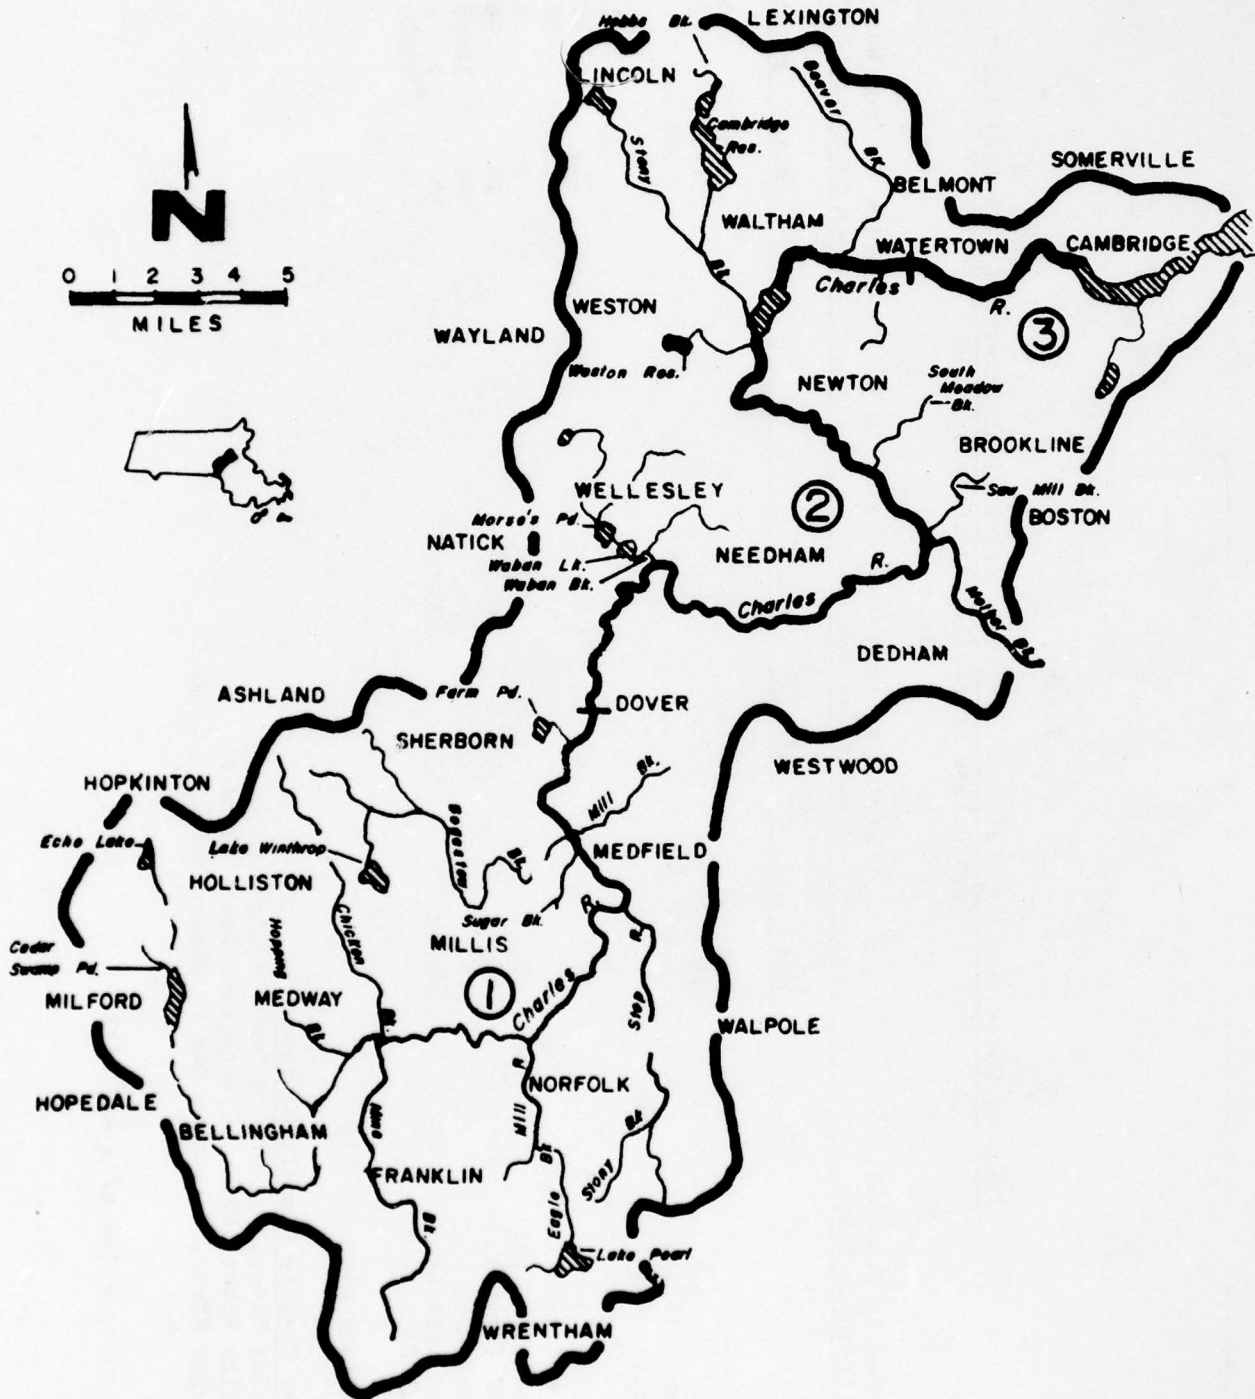 Hobbs Bk.
LEXINGTON
LINCOLN
Beaver
Bk
Cambridge
Res.
Stony
Bk.
SOMERVILLE
BELMONT
N
WALTHAM
WATERTOWN
CAMBRIDGE
0 1 2 3 4 5
MILES
Charles
R.
WESTON
WAYLAND
3
Weston Res.
NEWTON
South
Meadow
Bk.
BROOKLINE
WELLESLEY
2
Saw Mill Bk.
BOSTON
Morse's Pd.
NATICK
NEEDHAM
Waban Lk.
Waban Bk.
R.
Charles
Mother
Bk.
DEDHAM
ASHLAND
Farm Pd.
DOVER
SHERBORN
WESTWOOD
HOPKINTON
Bk.
Mill
Echo Lake
Lake Winthrop
Bogastow
Bk.
MEDFIELD
HOLLISTON
Chicken
Bk.
Sugar Bk.
R.
R.
Stop
Hopping
Bk.
MILLIS
Cedar
Swamp Pd.
MILFORD
MEDWAY
1
Charles
WALPOLE
R
Mill
NORFOLK
HOPEDALE
BELLINGHAM
Mine
Bk.
Bk
Stony
Bk
Eagle
FRANKLIN
Lake Pearl
WRENTHAM